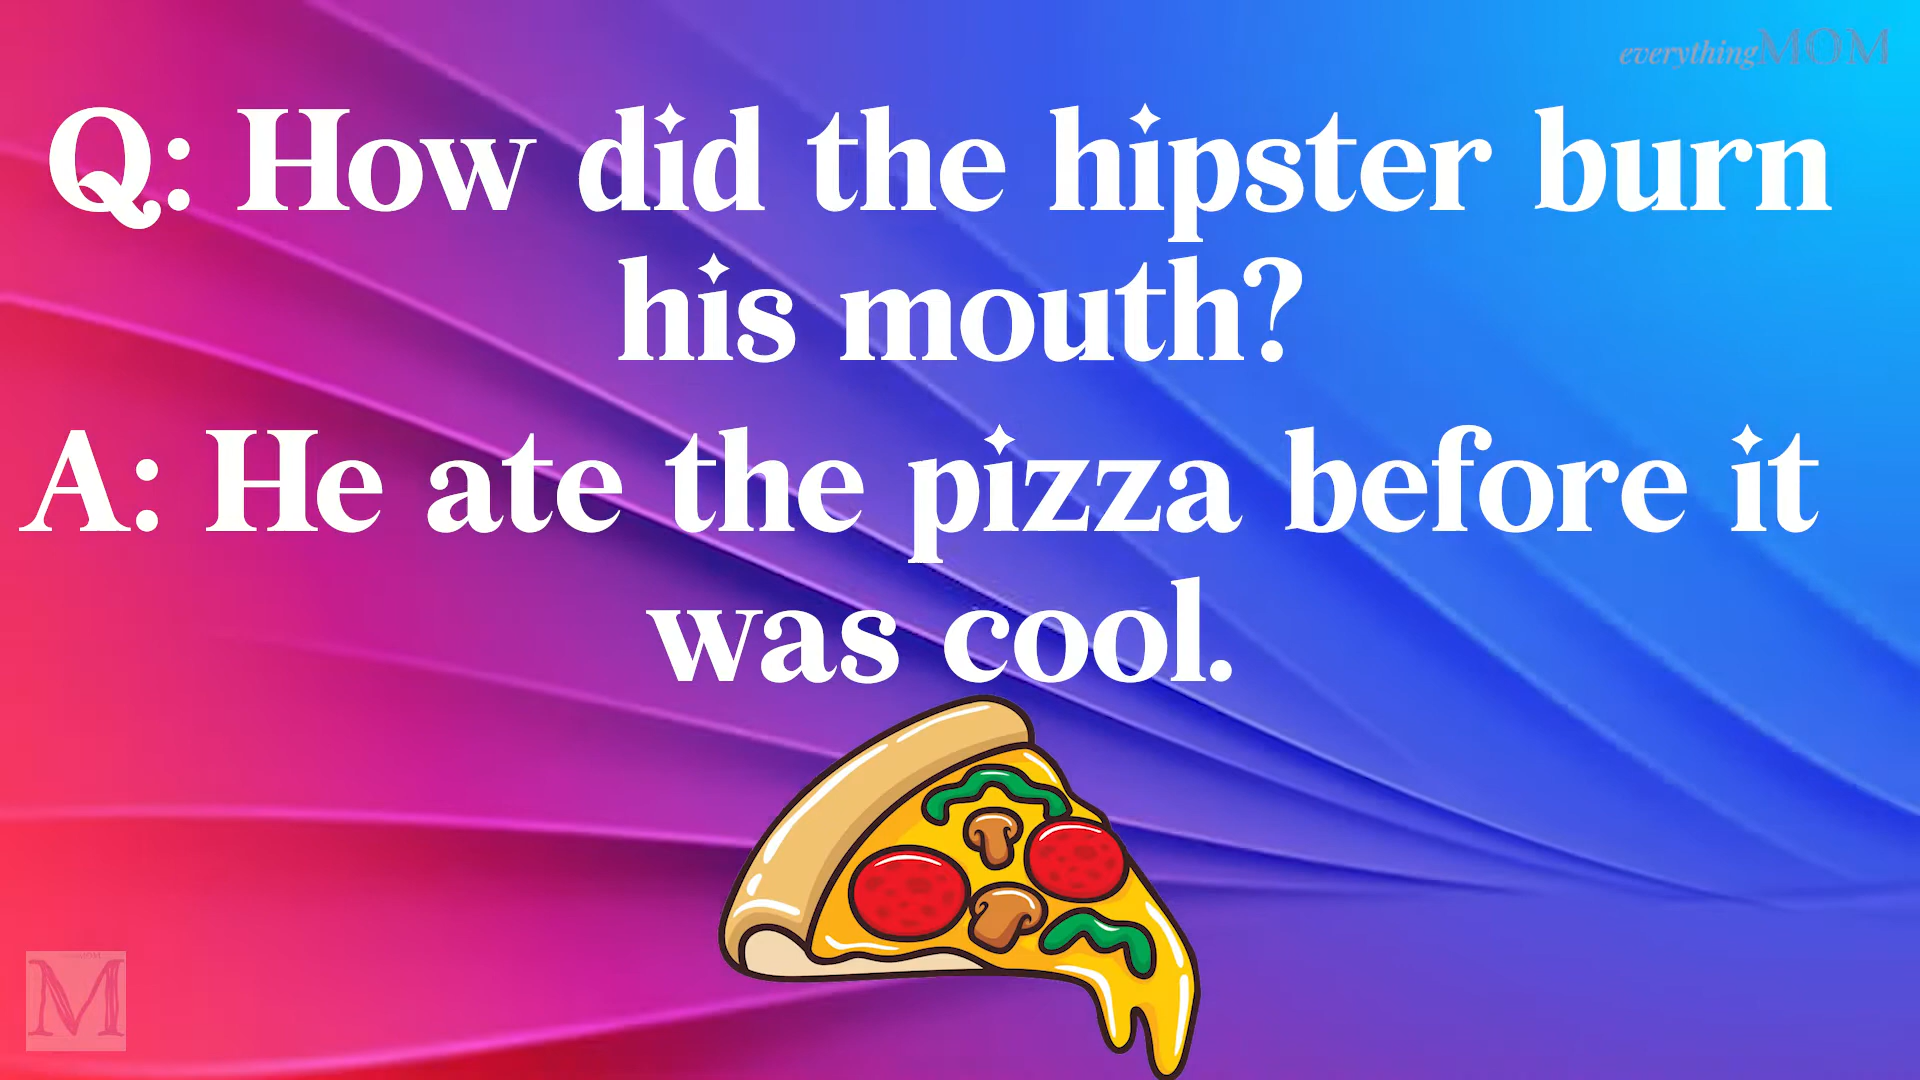 everythingMOM
Q: How did the hipster burn
his mouth?
A: He ate the pizza before it
was cool.
M